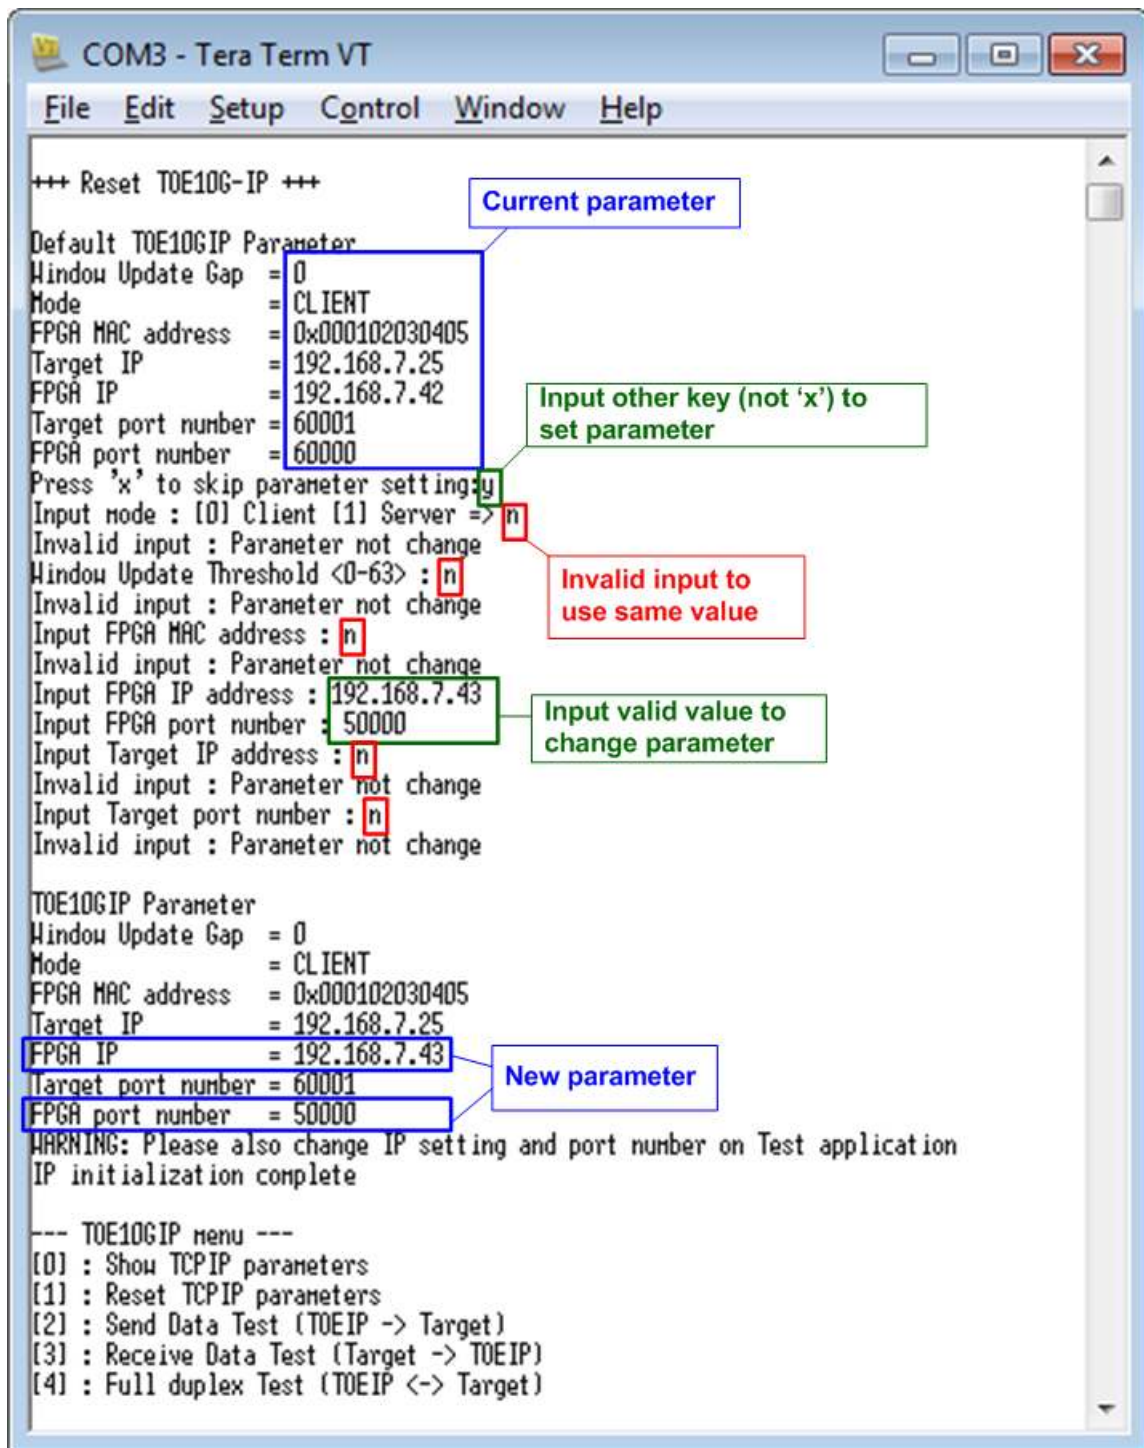 COM3 - Tera Term VT
File Edit Setup Control Window Help
+++ Reset TOE10G-IP +++
Current parameter
Default TOE10GIP Parameter
Window Update Gap = 0
Mode = CLIENT
FPGA MAC address = 0x000102030405
Target IP = 192.168.7.25
FPGA IP = 192.168.7.42
Target port number = 60001
FPGA port number = 60000
Input other key (not ‘x’) to
set parameter
Press 'x' to skip parameter setting:y
Input mode : [0] Client [1] Server => n
Invalid input : Parameter not change
Window Update Threshold <0-63> : n
Invalid input : Parameter not change
Invalid input to
use same value
Input FPGA MAC address : n
Invalid input : Parameter not change
Input FPGA IP address : 192.168.7.43
Input FPGA port number : 50000
Input valid value to
change parameter
Input Target IP address : n
Invalid input : Parameter not change
Input Target port number : n
Invalid input : Parameter not change
TOE10GIP Parameter
Window Update Gap = 0
Mode = CLIENT
FPGA MAC address = 0x000102030405
Target IP = 192.168.7.25
FPGA IP = 192.168.7.43
New parameter
Target port number = 60001
FPGA port number = 50000
WARNING: Please also change IP setting and port number on Test application
IP initialization complete
--- TOE10GIP menu ---
[0] : Show TCPIP parameters
[1] : Reset TCPIP parameters
[2] : Send Data Test (TOEIP -> Target)
[3] : Receive Data Test (Target -> TOEIP)
[4] : Full duplex Test (TOEIP <-> Target)